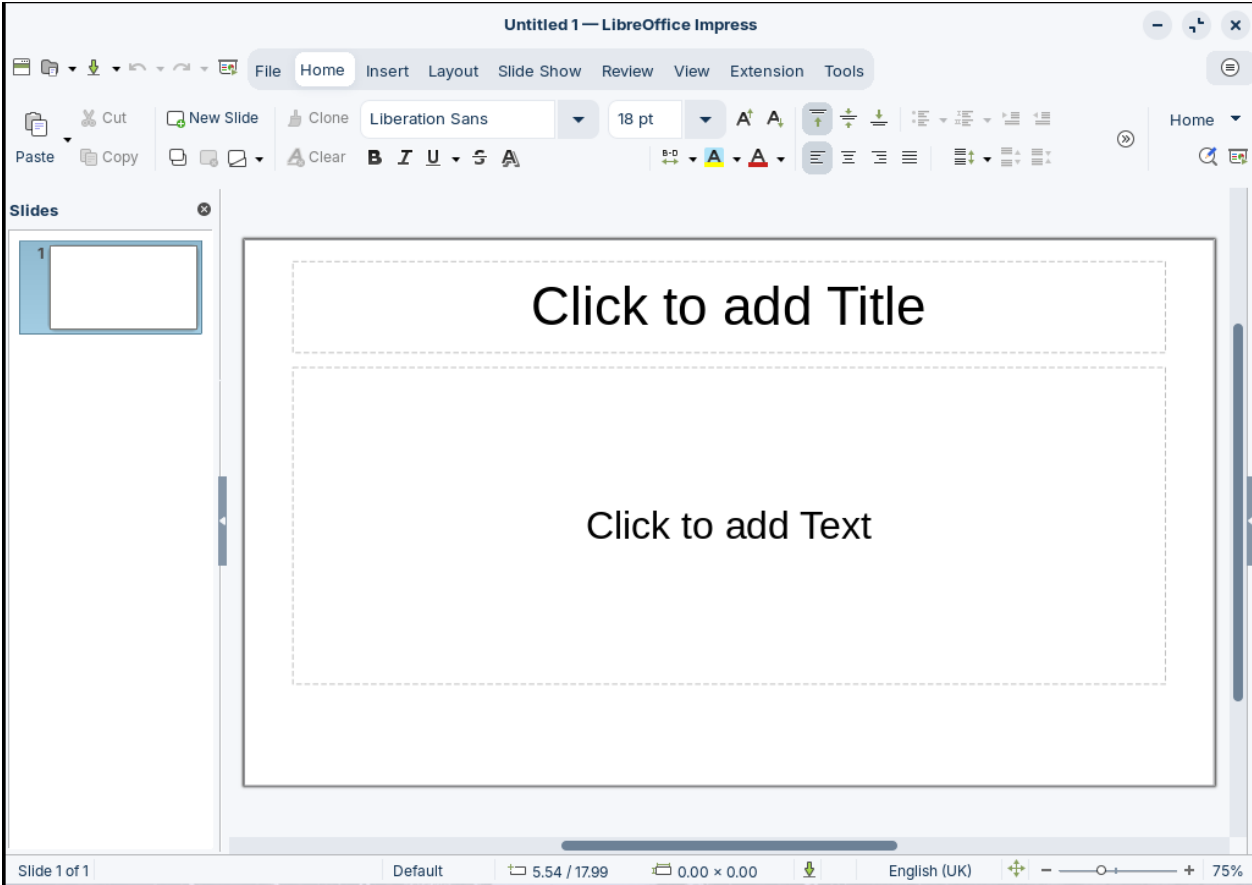 Untitled 1 — LibreOffice Impress
File Home Insert Layout Slide Show Review View Extension Tools
Cut New Slide Clone Liberation Sans 18 pt Home
Paste Copy Clear B I U S A
Slides
1
Click to add Title
Click to add Text
Slide 1 of 1 Default 5.54 / 17.99 0.00 × 0.00 English (UK) 75%